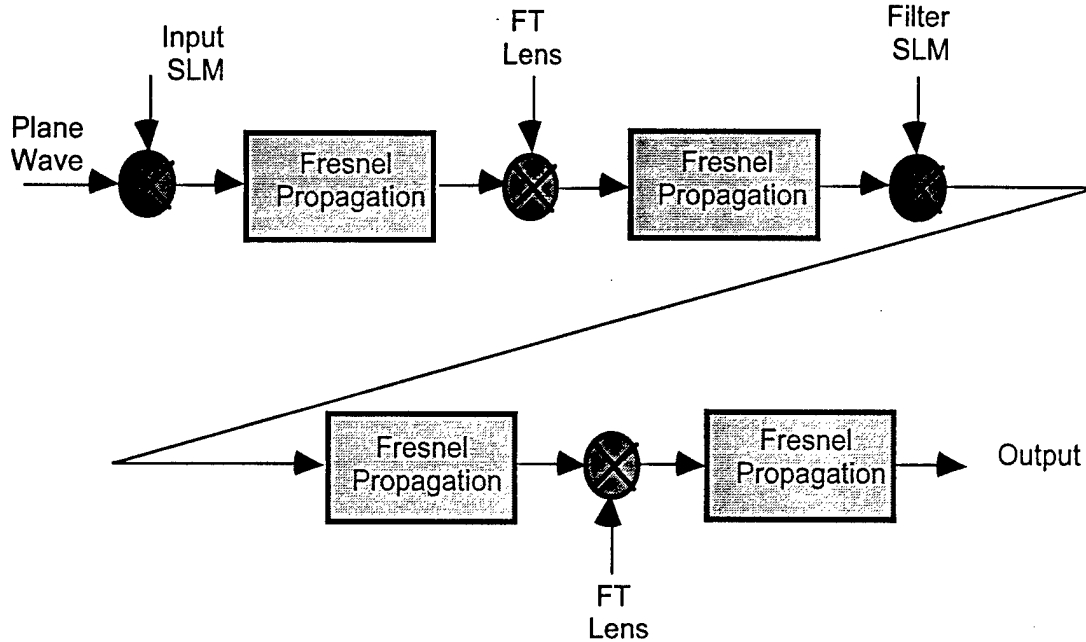 Input
SLM
FT
Lens
Filter
SLM
Plane
Wave
Fresnel
Propagation
Fresnel
Propagation
Fresnel
Propagation
Fresnel
Propagation
Output
FT
Lens